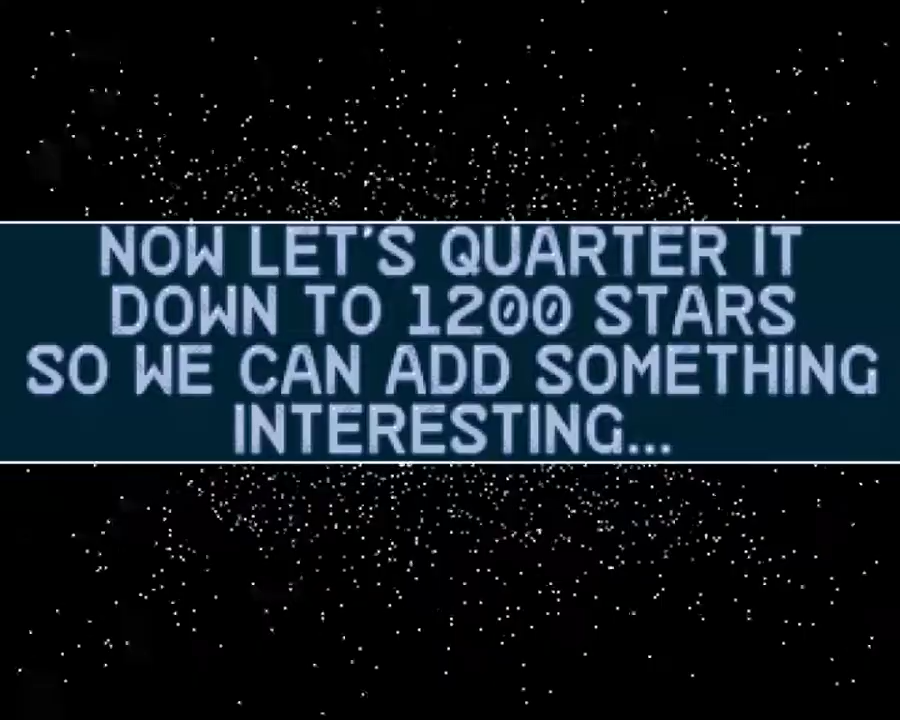 NOW LET'S QUARTER IT
DOWN TO 1200 STARS
SO WE CAN ADD SOMETHING
INTERESTING...